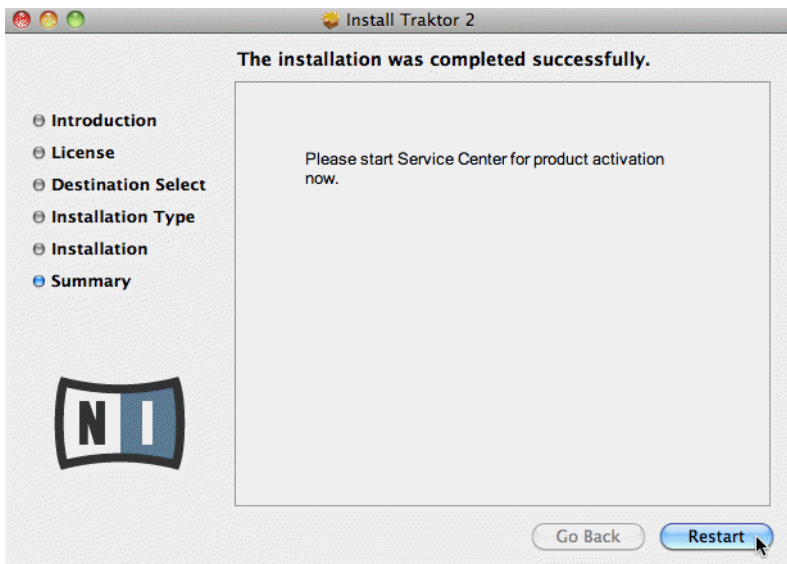 Install Traktor 2
The installation was completed successfully.
Introduction
License
Destination Select
Installation Type
Installation
Summary
Please start Service Center for product activation
now.
NI
Go Back
Restart